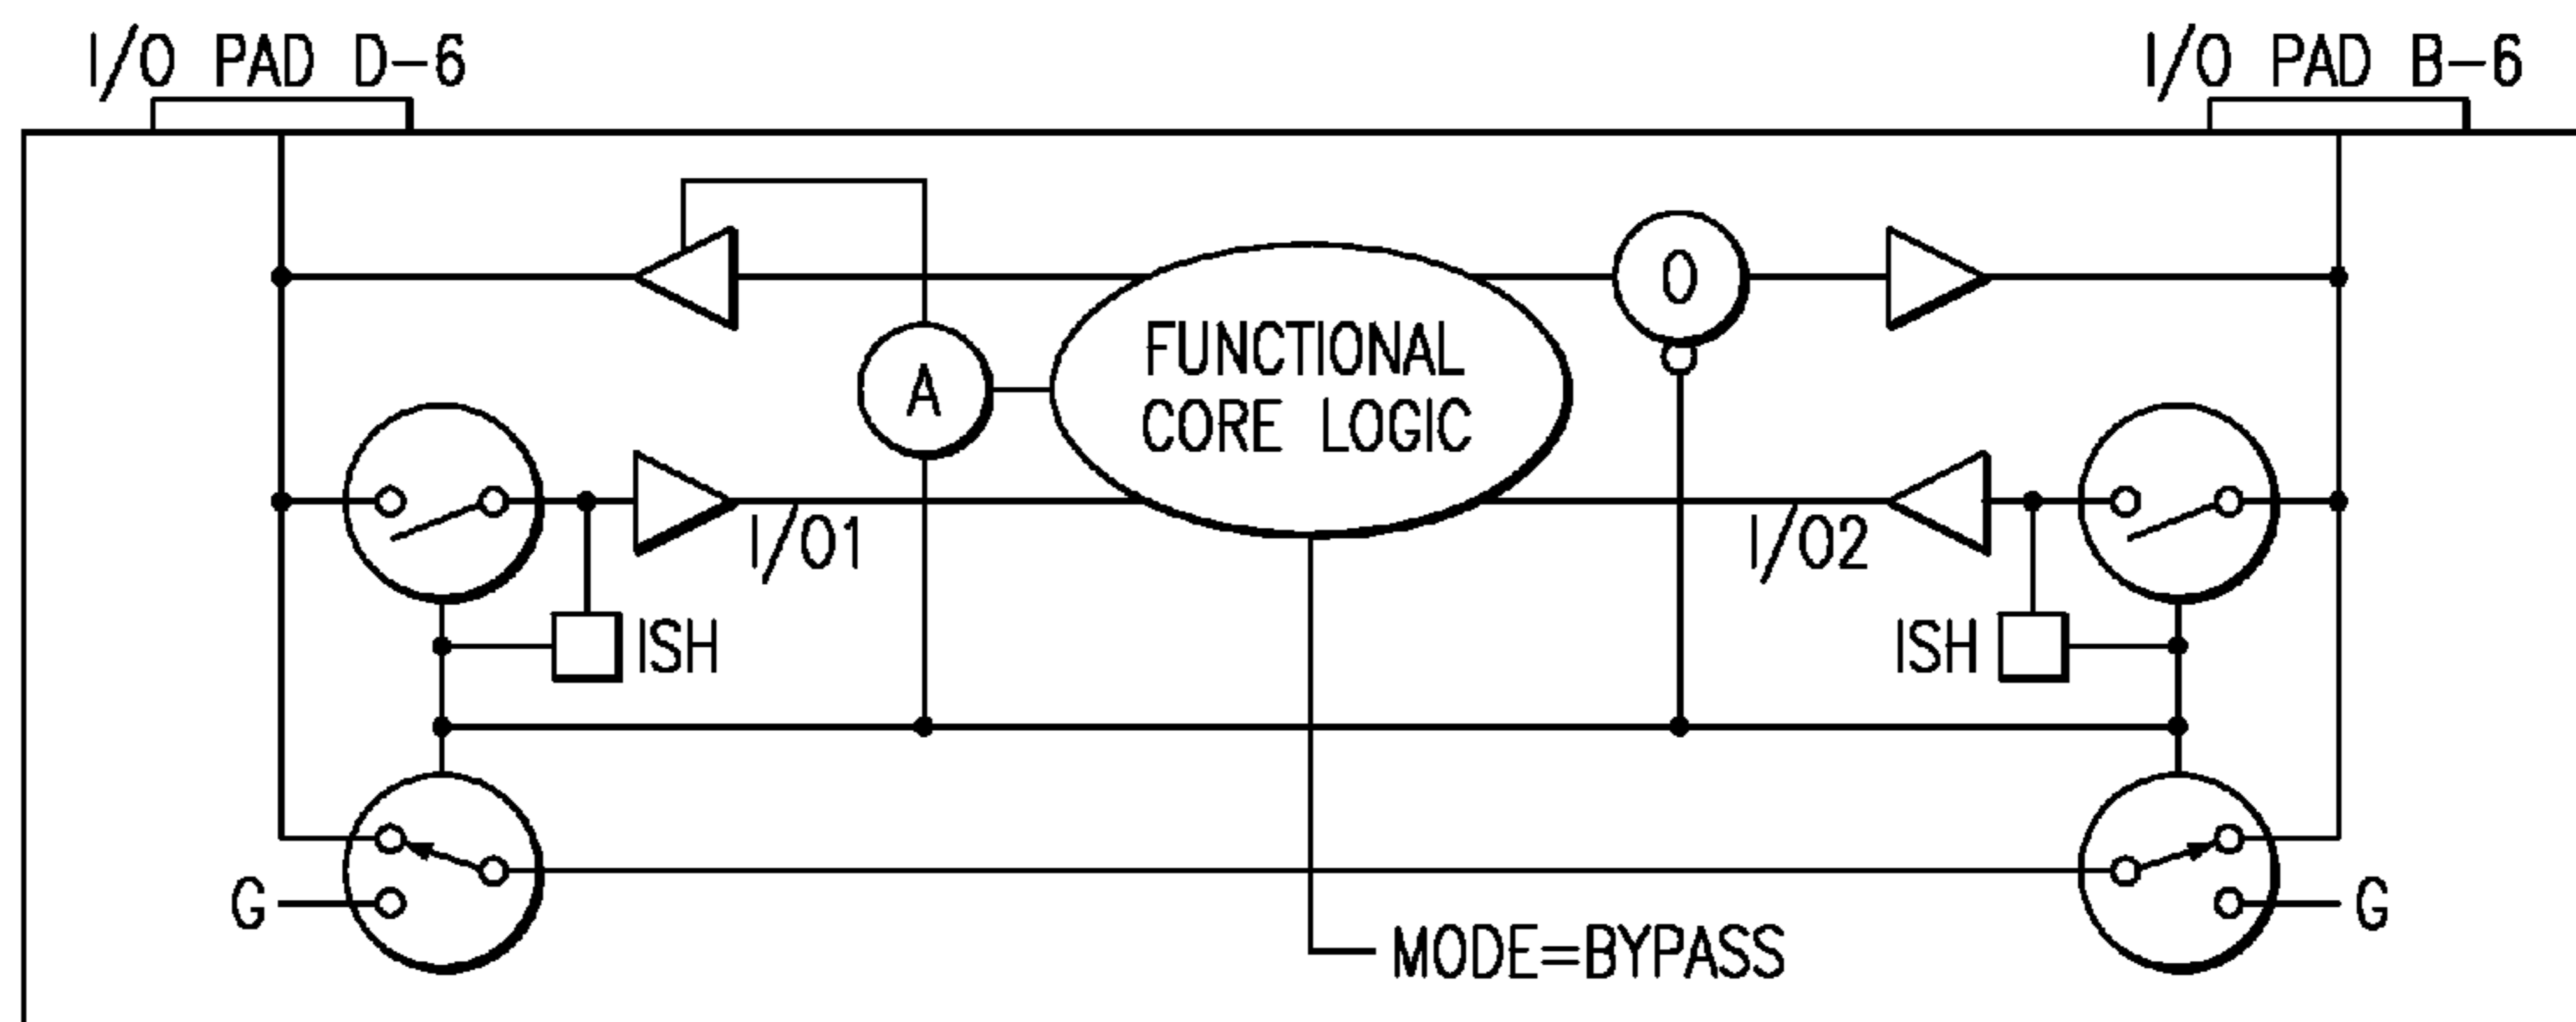 I/O PAD D-6
I/O PAD B-6
O
A
FUNCTIONAL
CORE LOGIC
I/O1
I/O2
ISH
ISH
G
G
MODE=BYPASS